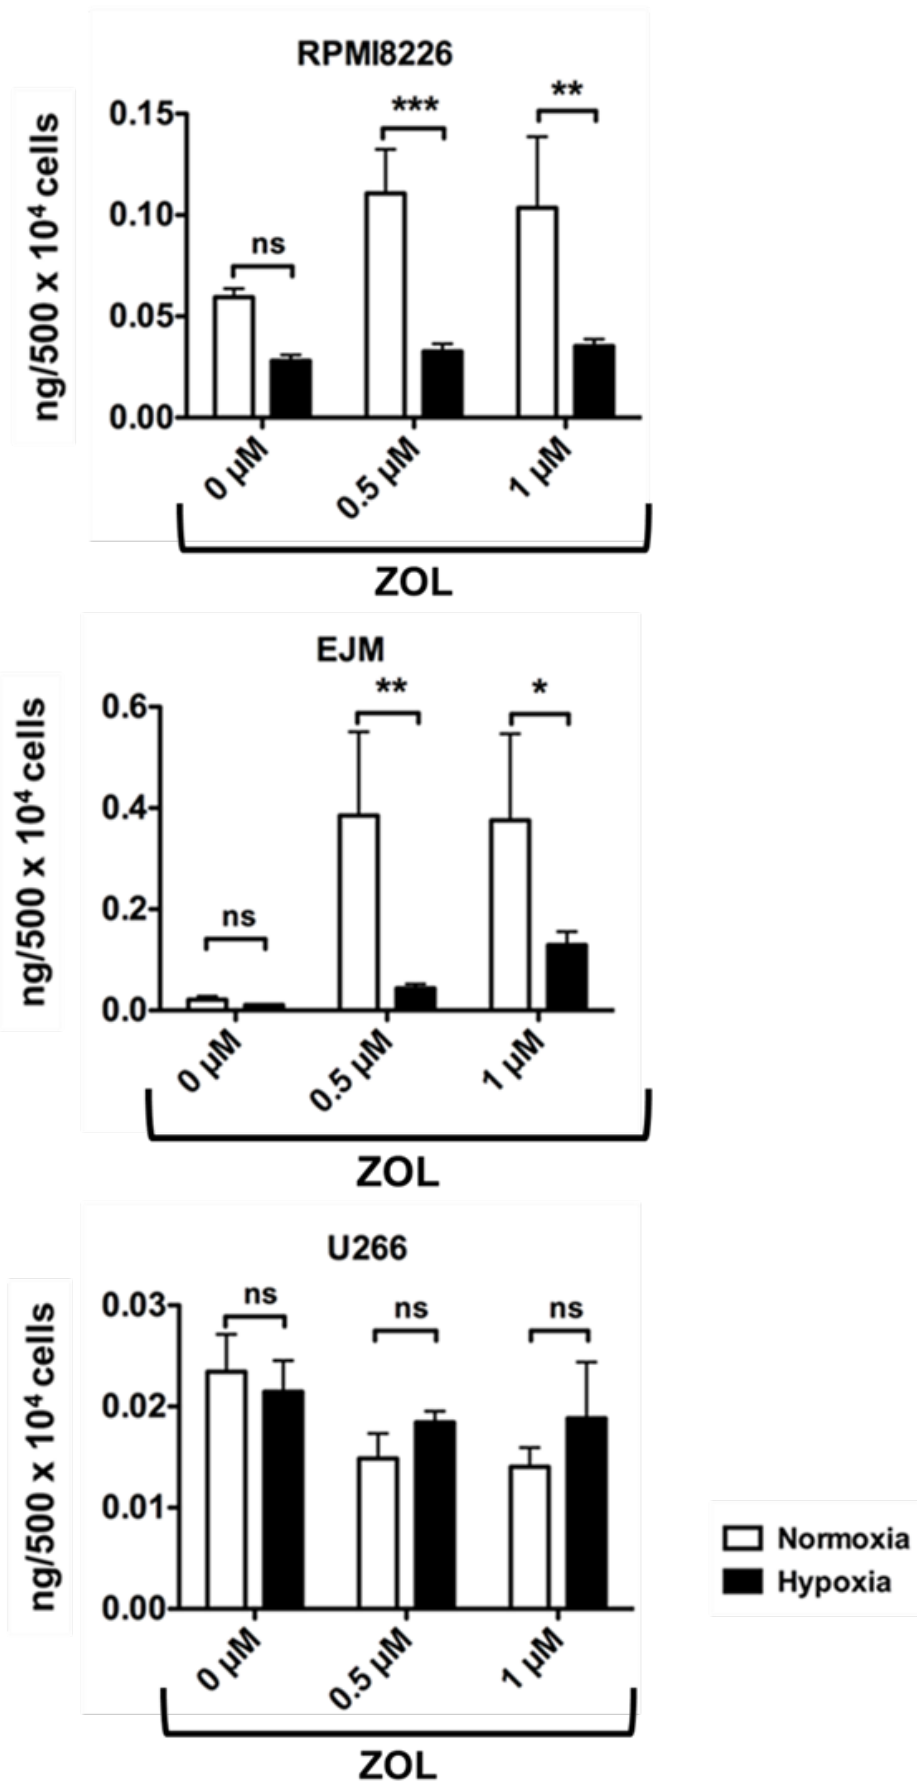 RPMI8226
ng/500 x 10⁴ cells
0.15
0.10
0.05
0.00
ns
***
**
0 µM
0.5 µM
1 µM
ZOL
EJM
ng/500 x 10⁴ cells
0.6
0.4
0.2
0.0
ns
**
*
0 µM
0.5 µM
1 µM
ZOL
U266
ng/500 x 10⁴ cells
0.03
0.02
0.01
0.00
ns
ns
ns
0 µM
0.5 µM
1 µM
ZOL
Normoxia
Hypoxia